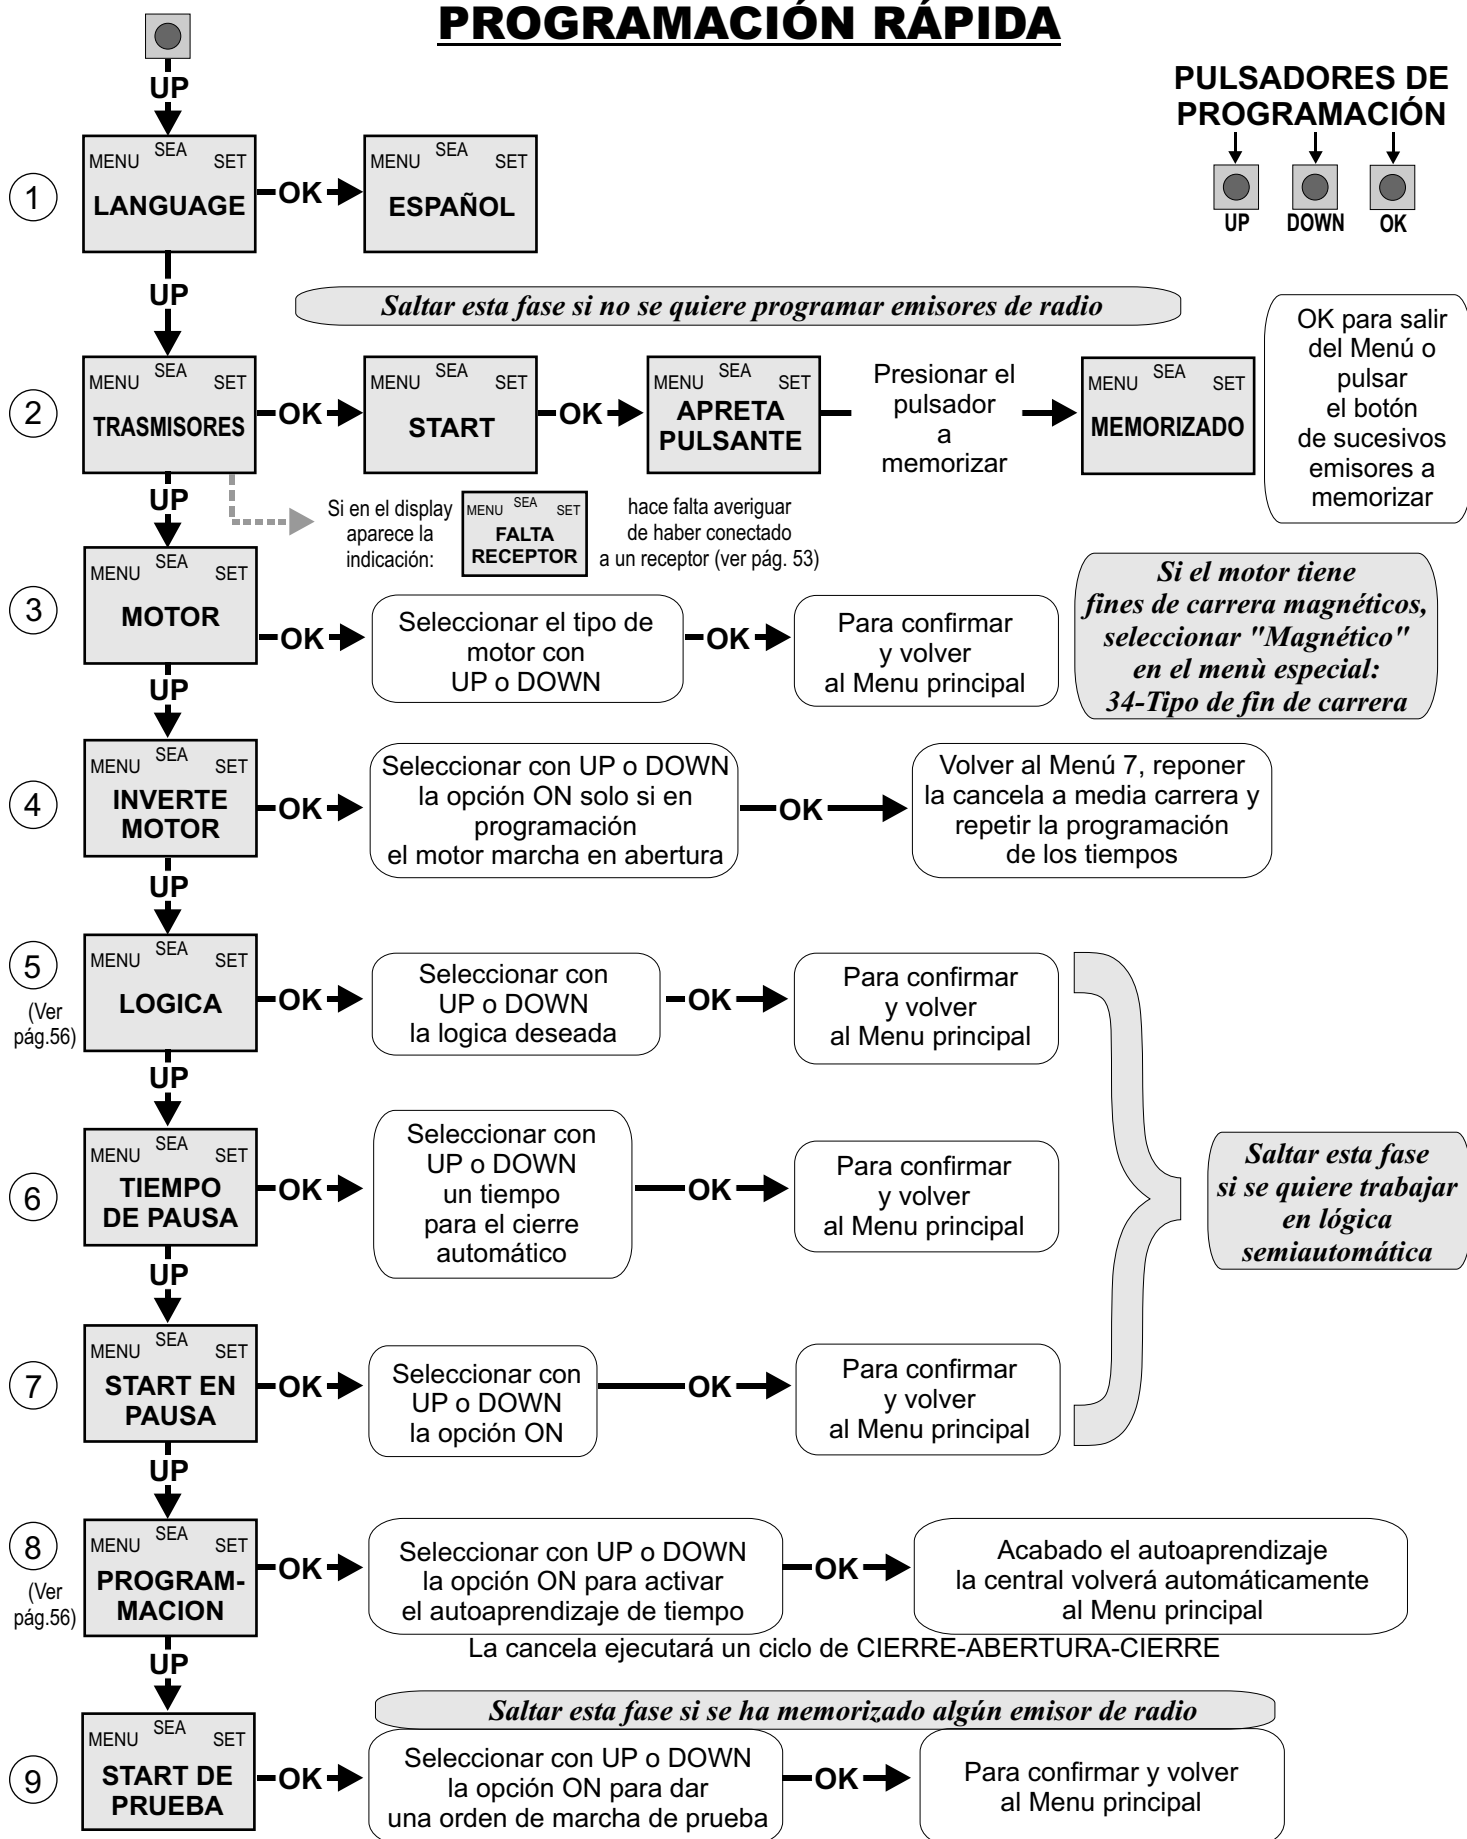 PROGRAMACIÓN RÁPIDA
UP
PULSADORES DE
PROGRAMACIÓN
UP DOWN OK
1
MENU SEA SET
LANGUAGE
OK
MENU SEA SET
ESPAÑOL
UP
Saltar esta fase si no se quiere programar emisores de radio
2
MENU SEA SET
TRASMISORES
OK
MENU SEA SET
START
OK
MENU SEA SET
APRETA
PULSANTE
Presionar el
pulsador
a
memorizar
MENU SEA SET
MEMORIZADO
OK para salir
del Menú o
pulsar
el botón
de sucesivos
emisores a
memorizar
UP
Si en el display
aparece la
indicación:
MENU SEA SET
FALTA
RECEPTOR
hace falta averiguar
de haber conectado
a un receptor (ver pág. 53)
3
MENU SEA SET
MOTOR
OK
Seleccionar el tipo de
motor con
UP o DOWN
OK
Para confirmar
y volver
al Menu principal
Si el motor tiene
fines de carrera magnéticos,
seleccionar "Magnético"
en el menù especial:
34-Tipo de fin de carrera
UP
4
MENU SEA SET
INVERTE
MOTOR
OK
Seleccionar con UP o DOWN
la opción ON solo si en
programación
el motor marcha en abertura
OK
Volver al Menú 7, reponer
la cancela a media carrera y
repetir la programación
de los tiempos
UP
5
(Ver
pág.56)
MENU SEA SET
LOGICA
OK
Seleccionar con
UP o DOWN
la logica deseada
OK
Para confirmar
y volver
al Menu principal
UP
6
MENU SEA SET
TIEMPO
DE PAUSA
OK
Seleccionar con
UP o DOWN
un tiempo
para el cierre
automático
OK
Para confirmar
y volver
al Menu principal
Saltar esta fase
si se quiere trabajar
en lógica
semiautomática
UP
7
MENU SEA SET
START EN
PAUSA
OK
Seleccionar con
UP o DOWN
la opción ON
OK
Para confirmar
y volver
al Menu principal
UP
8
(Ver
pág.56)
MENU SEA SET
PROGRAM-
MACION
OK
Seleccionar con UP o DOWN
la opción ON para activar
el autoaprendizaje de tiempo
OK
Acabado el autoaprendizaje
la central volverá automáticamente
al Menu principal
La cancela ejecutará un ciclo de CIERRE-ABERTURA-CIERRE
UP
Saltar esta fase si se ha memorizado algún emisor de radio
9
MENU SEA SET
START DE
PRUEBA
OK
Seleccionar con UP o DOWN
la opción ON para dar
una orden de marcha de prueba
OK
Para confirmar y volver
al Menu principal